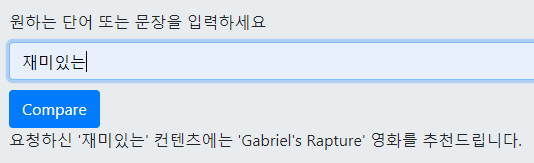 원하는 단어 또는 문장을 입력하세요
재미있는
Compare
요청하신 '재미있는' 컨텐츠에는 'Gabriel's Rapture' 영화를 추천드립니다.